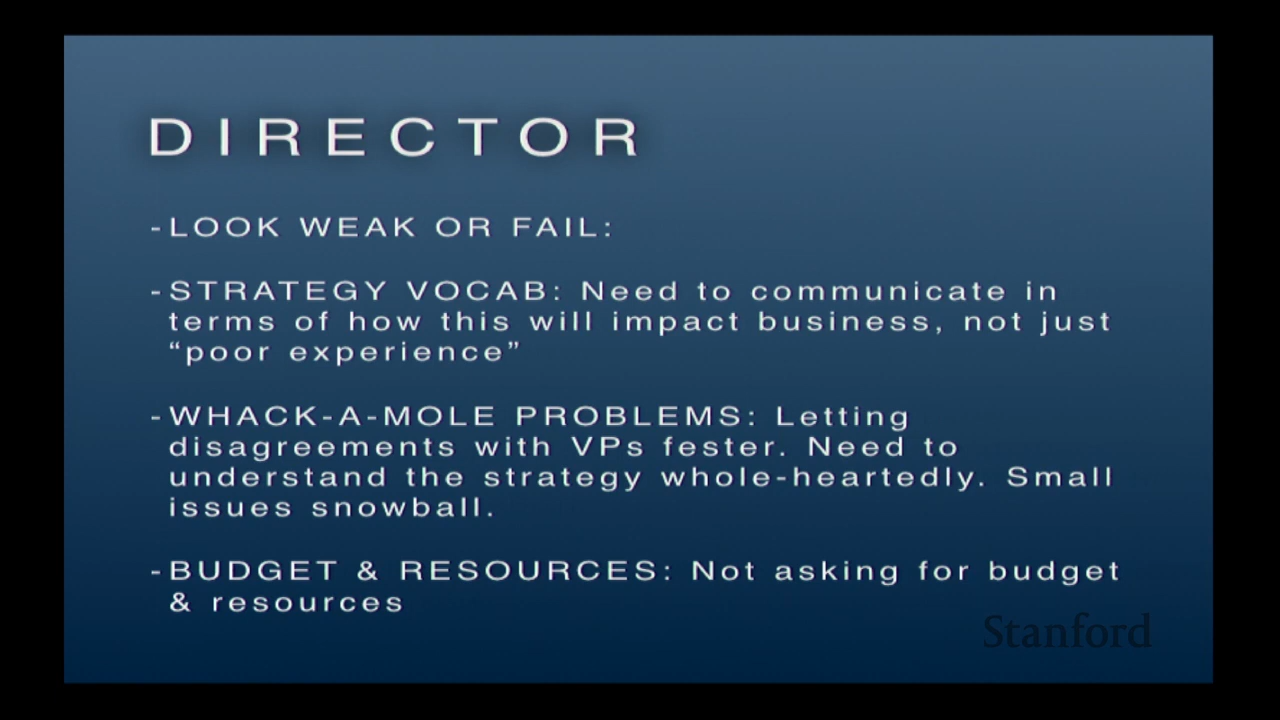 DIRECTOR
-LOOK WEAK OR FAIL:
-STRATEGY VOCAB: Need to communicate in
terms of how this will impact business, not just
“poor experience”
-WHACK-A-MOLE PROBLEMS: Letting
disagreements with VPs fester. Need to
understand the strategy whole-heartedly. Small
issues snowball.
-BUDGET & RESOURCES: Not asking for budget
& resources
Stanford